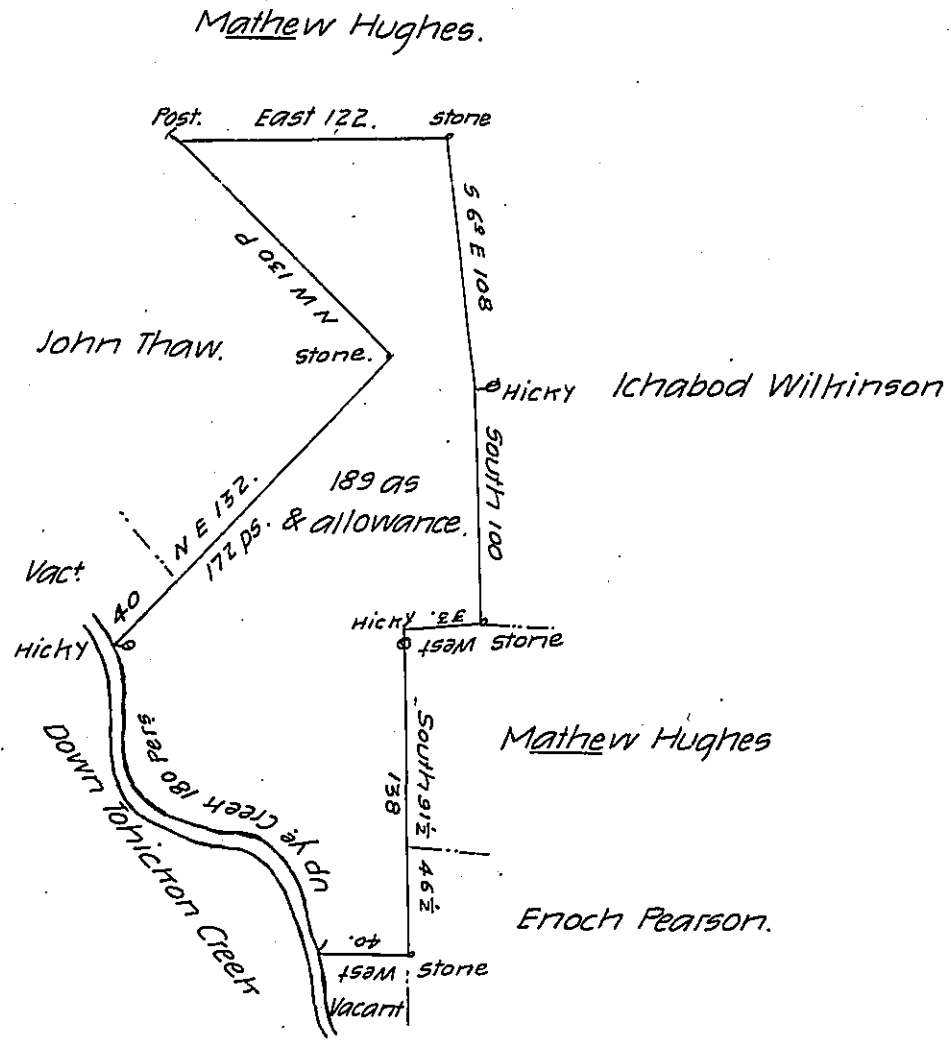 Mathew Hughes.
Post. East 122. stone
S 6º E 108
N W 130 P
John Thaw.
stone.
Hicky
Ichabod Wilkinson
South 100
189 as
& allowance.
N E 132.
172 ps.
Vact
40
Hicky
Hicky
West 33.
stone
South 91½
138
Mathew Hughes
up ye Creek 180 pers
Down Tohickon Creek
46½
Enoch Pearson.
West 40.
stone
Vacant